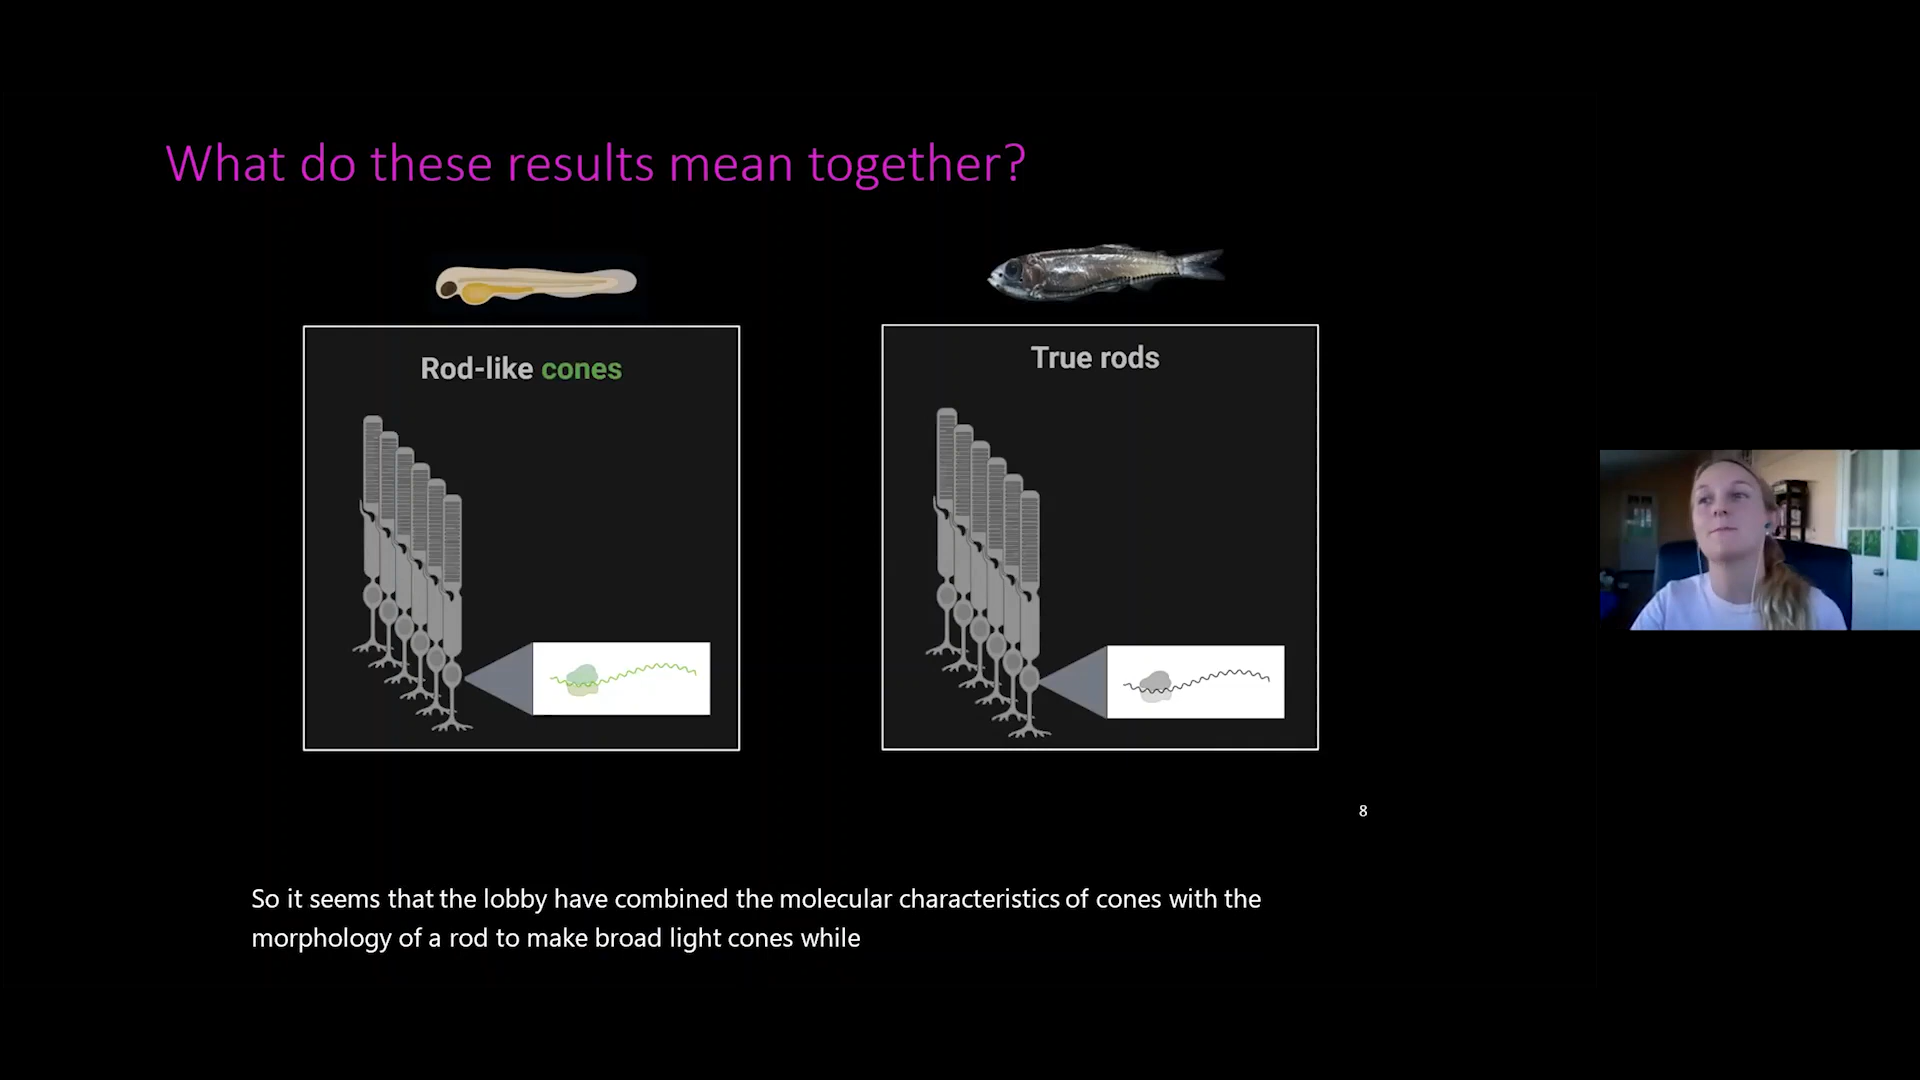 What do these results mean together?
Rod-like cones
True rods
8
So it seems that the lobby have combined the molecular characteristics of cones with the
morphology of a rod to make broad light cones while